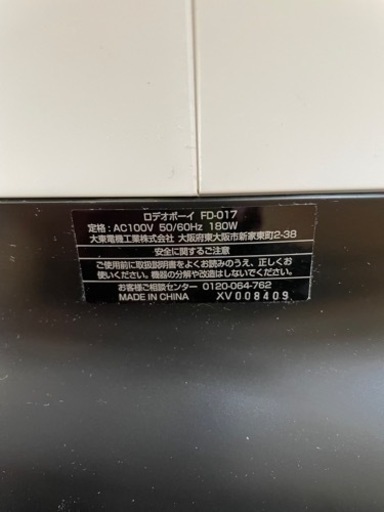 ロデオボーイ FD-017
定格:AC100V 50/60Hz 180W
大東電機工業株式会社 大阪府東大阪市新家東町2-38
安全に関するご注意
ご使用前に取扱説明書をよくお読みのうえ、正しくお
使いください。機器の分解や改造はしないでください。
お客様ご相談センター 0120-064-762
MADE IN CHINA XV008409